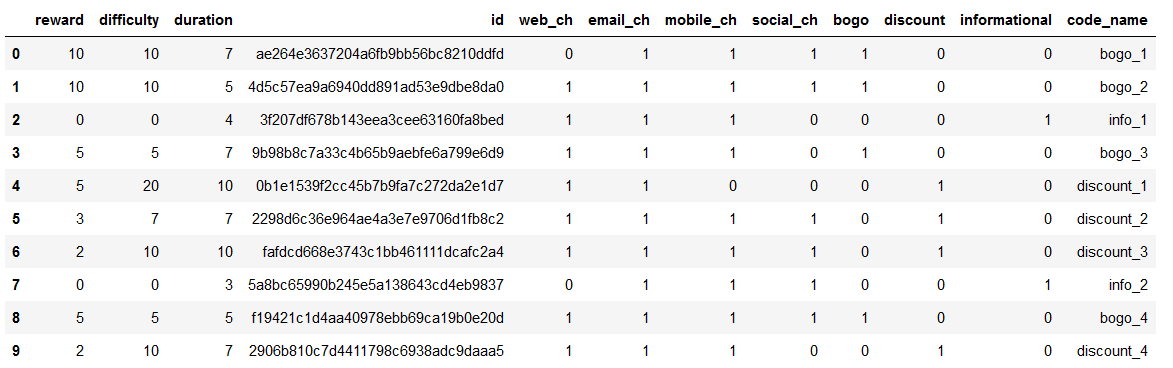 reward difficulty duration id web_ch email_ch mobile_ch social_ch bogo discount informational code_name
0 10 10 7 ae264e3637204a6fb9bb56bc8210ddfd 0 1 1 1 1 0 0 bogo_1
1 10 10 5 4d5c57ea9a6940dd891ad53e9dbe8da0 1 1 1 1 1 0 0 bogo_2
2 0 0 4 3f207df678b143eea3cee63160fa8bed 1 1 1 0 0 0 1 info_1
3 5 5 7 9b98b8c7a33c4b65b9aebfe6a799e6d9 1 1 1 0 1 0 0 bogo_3
4 5 20 10 0b1e1539f2cc45b7b9fa7c272da2e1d7 1 1 0 0 0 1 0 discount_1
5 3 7 7 2298d6c36e964ae4a3e7e9706d1fb8c2 1 1 1 1 0 1 0 discount_2
6 2 10 10 fafdcd668e3743c1bb461111dcafc2a4 1 1 1 1 0 1 0 discount_3
7 0 0 3 5a8bc65990b245e5a138643cd4eb9837 0 1 1 1 0 0 1 info_2
8 5 5 5 f19421c1d4aa40978ebb69ca19b0e20d 1 1 1 1 1 0 0 bogo_4
9 2 10 7 2906b810c7d4411798c6938adc9daaa5 1 1 1 0 0 1 0 discount_4